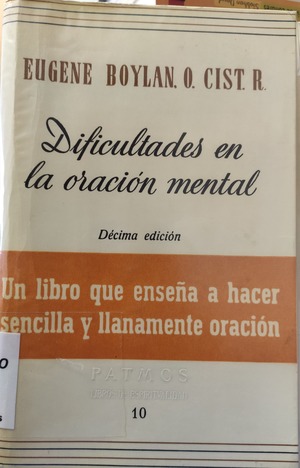 EUGENE BOYLAN, O. CIST. R.
Dificultades en
la oración mental
Décima edición
Un libro que enseña a hacer
sencilla y llanamente oración
PATMOS
10